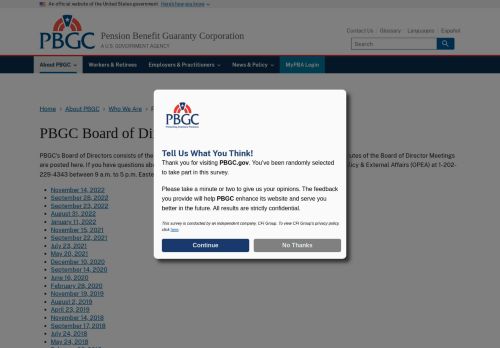 An official website of the United States government Here's how you know
PBGC
Pension Benefit Guaranty Corporation
A U.S. GOVERNMENT AGENCY
Contact Us Glossary Languages Español
Search
About PBGC Workers & Retirees Employers & Practitioners News & Policy MyPBA Login
Home > About PBGC > Who We Are >
PBGC Board of Di
PBGC
Protecting America's Pensions
Tell Us What You Think!
Thank you for visiting PBGC.gov. You've been randomly selected
to take part in this survey.
Please take a minute or two to give us your opinions. The feedback
you provide will help PBGC enhance its website and serve you
better in the future. All results are strictly confidential.
This survey is conducted by an independent company, CFI Group. To view CFI Group's privacy policy
click here.
Continue No Thanks
PBGC's Board of Directors consists of the utes of the Board of Director Meetings
are posted here. If you have questions abou icy & External Affairs (OPEA) at 1-202-
229-4343 between 9 a.m. to 5 p.m. Easte
November 14, 2022
September 28, 2022
September 23, 2022
August 31, 2022
January 11, 2022
November 15, 2021
September 22, 2021
July 23, 2021
May 20, 2021
December 10, 2020
September 14, 2020
June 16, 2020
February 28, 2020
November 19, 2019
August 2, 2019
April 23, 2019
November 14, 2018
September 17, 2018
July 24, 2018
May 24, 2018